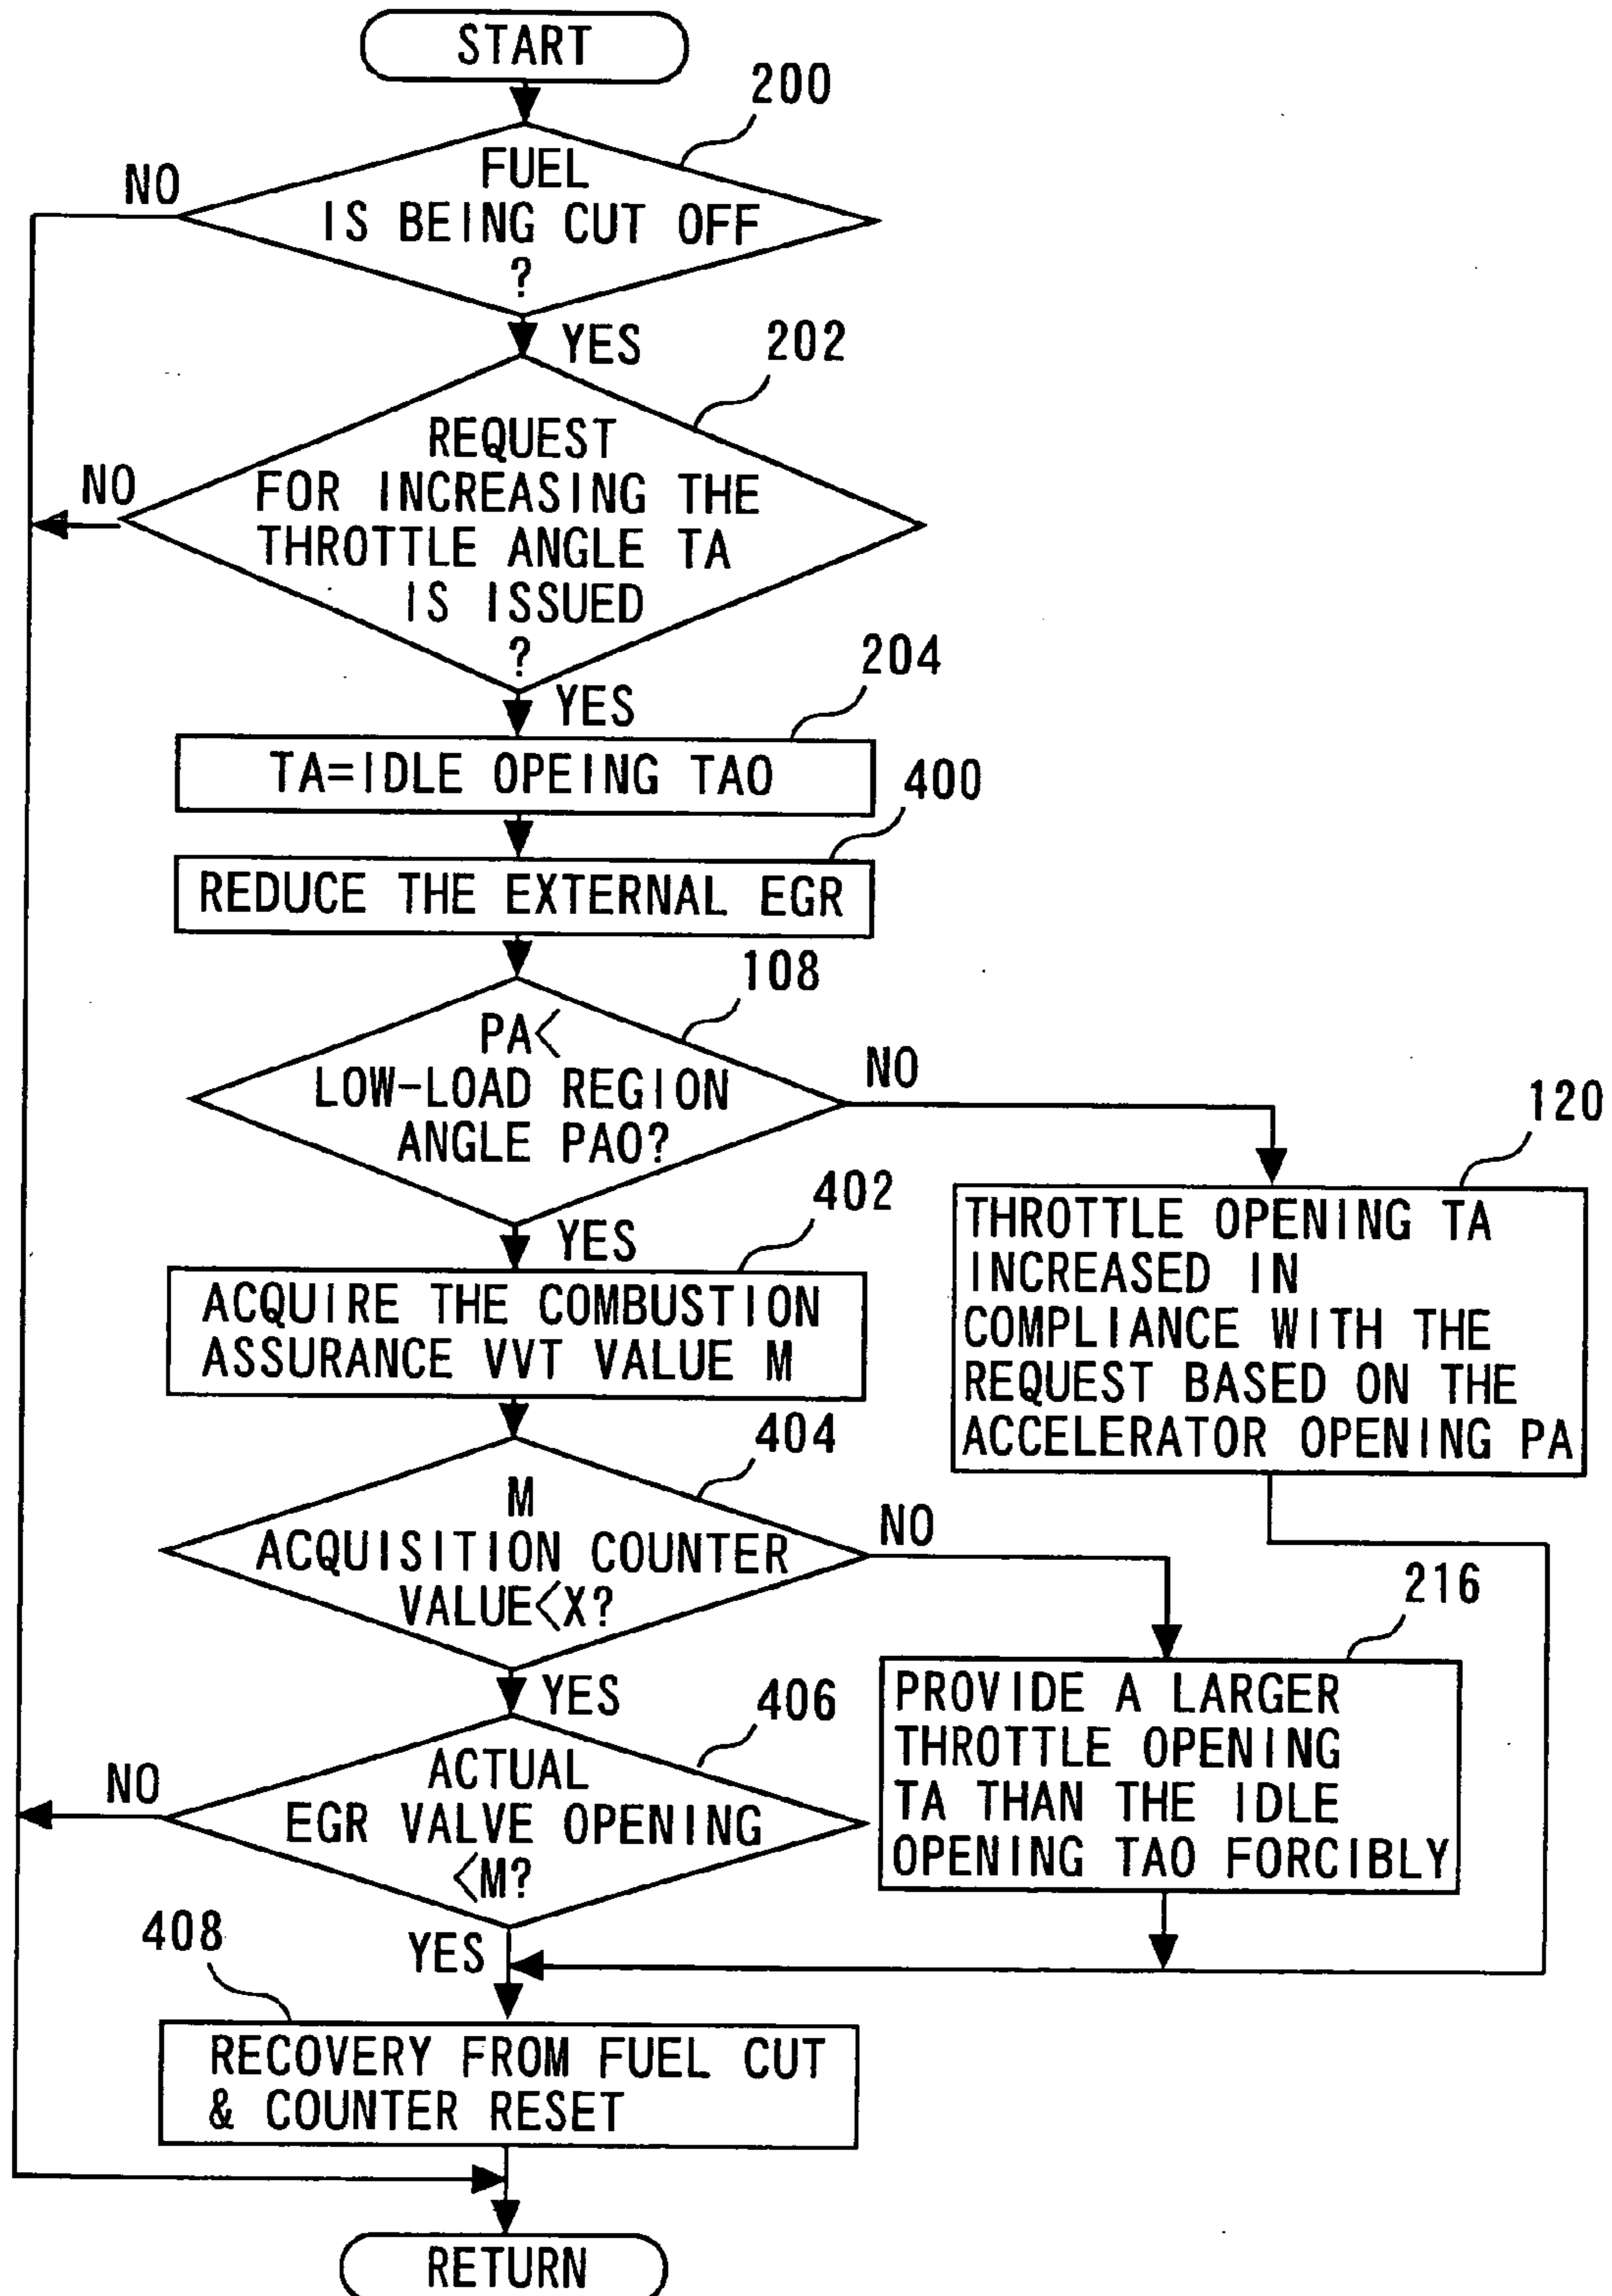 START
200
NO
FUEL
IS BEING CUT OFF
?
YES
202
REQUEST
FOR INCREASING THE
THROTTLE ANGLE TA
IS ISSUED
?
NO
YES
204
TA=IDLE OPEING TAO
400
REDUCE THE EXTERNAL EGR
108
PA<
LOW-LOAD REGION
ANGLE PAO?
NO
YES
120
THROTTLE OPENING TA
INCREASED IN
COMPLIANCE WITH THE
REQUEST BASED ON THE
ACCELERATOR OPENING PA
402
ACQUIRE THE COMBUSTION
ASSURANCE VVT VALUE M
404
M
ACQUISITION COUNTER
VALUE<X?
NO
YES
216
PROVIDE A LARGER
THROTTLE OPENING
TA THAN THE IDLE
OPENING TAO FORCIBLY
406
ACTUAL
EGR VALVE OPENING
<M?
NO
YES
408
RECOVERY FROM FUEL CUT
& COUNTER RESET
RETURN